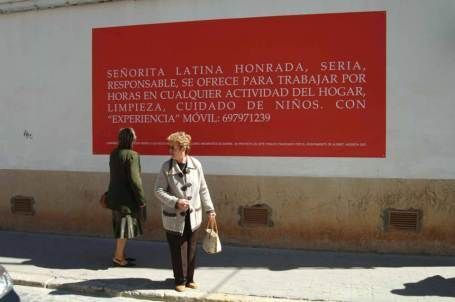 SEÑORITA LATINA HONRADA, SERIA,
RESPONSABLE, SE OFRECE PARA TRABAJAR POR
HORAS EN CUALQUIER ACTIVIDAD DEL HOGAR,
LIMPIEZA, CUIDADO DE NIÑOS. CON
“EXPERIENCIA” MÓVIL: 697971239